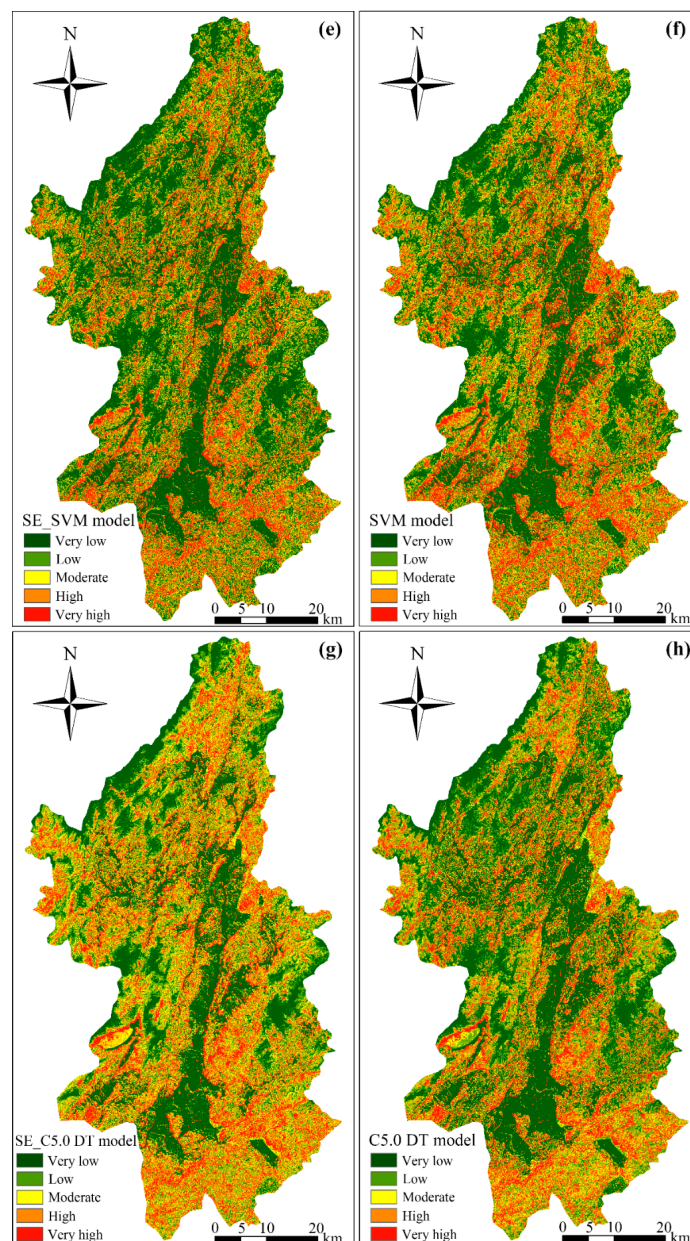 N
(e)
SE_SVM model
Very low
Low
Moderate
High
Very high
0 5 10 20
km
N
(f)
SVM model
Very low
Low
Moderate
High
Very high
0 5 10 20
km
N
(g)
SE_C5.0 DT model
Very low
Low
Moderate
High
Very high
0 5 10 20
km
N
(h)
C5.0 DT model
Very low
Low
Moderate
High
Very high
0 5 10 20
km